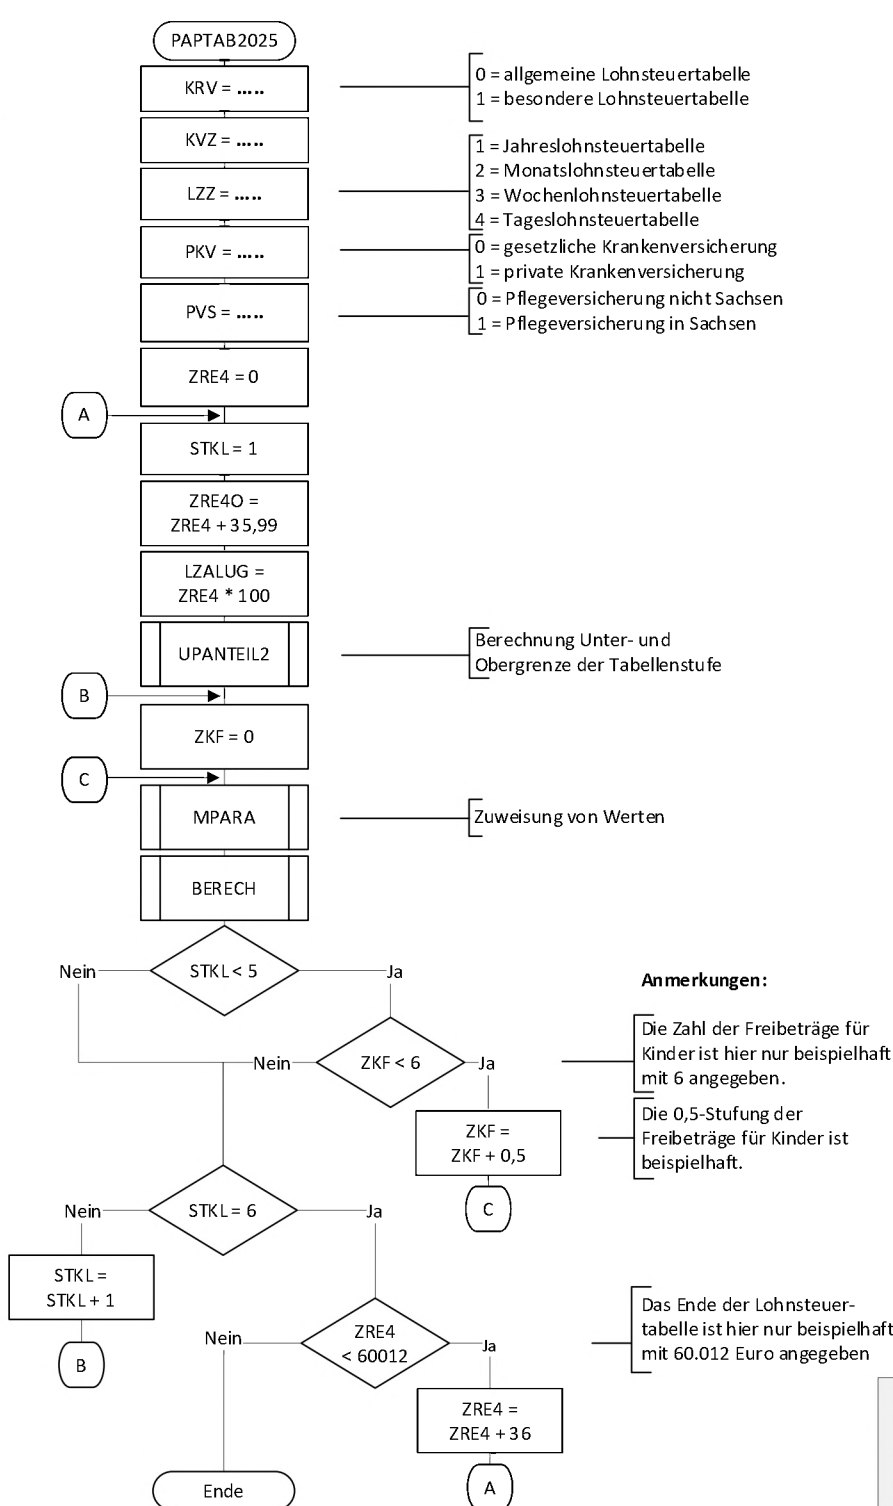 PAPTAB2025
KRV = .....
0 = allgemeine Lohnsteuertabelle
1 = besondere Lohnsteuertabelle
KVZ = .....
LZZ = .....
1 = Jahreslohnsteuertabelle
2 = Monatslohnsteuertabelle
3 = Wochenlohnsteuertabelle
4 = Tageslohnsteuertabelle
PKV = .....
0 = gesetzliche Krankenversicherung
1 = private Krankenversicherung
PVS = .....
0 = Pflegeversicherung nicht Sachsen
1 = Pflegeversicherung in Sachsen
ZRE4 = 0
A
STKL = 1
ZRE4O =
ZRE4 + 35,99
LZALUG =
ZRE4 * 100
UPANTEIL2
Berechnung Unter- und
Obergrenze der Tabellenstufe
B
ZKF = 0
C
MPARA
Zuweisung von Werten
BERECH
Nein
STKL < 5
Ja
Anmerkungen:
Nein
ZKF < 6
Ja
Die Zahl der Freibeträge für
Kinder ist hier nur beispielhaft
mit 6 angegeben.
ZKF =
ZKF + 0,5
Die 0,5-Stufung der
Freibeträge für Kinder ist
beispielhaft.
C
Nein
STKL = 6
Ja
STKL =
STKL + 1
B
Nein
ZRE4
< 60012
Ja
Das Ende der Lohnsteuer-
tabelle ist hier nur beispielhaft
mit 60.012 Euro angegeben
ZRE4 =
ZRE4 + 36
A
Ende